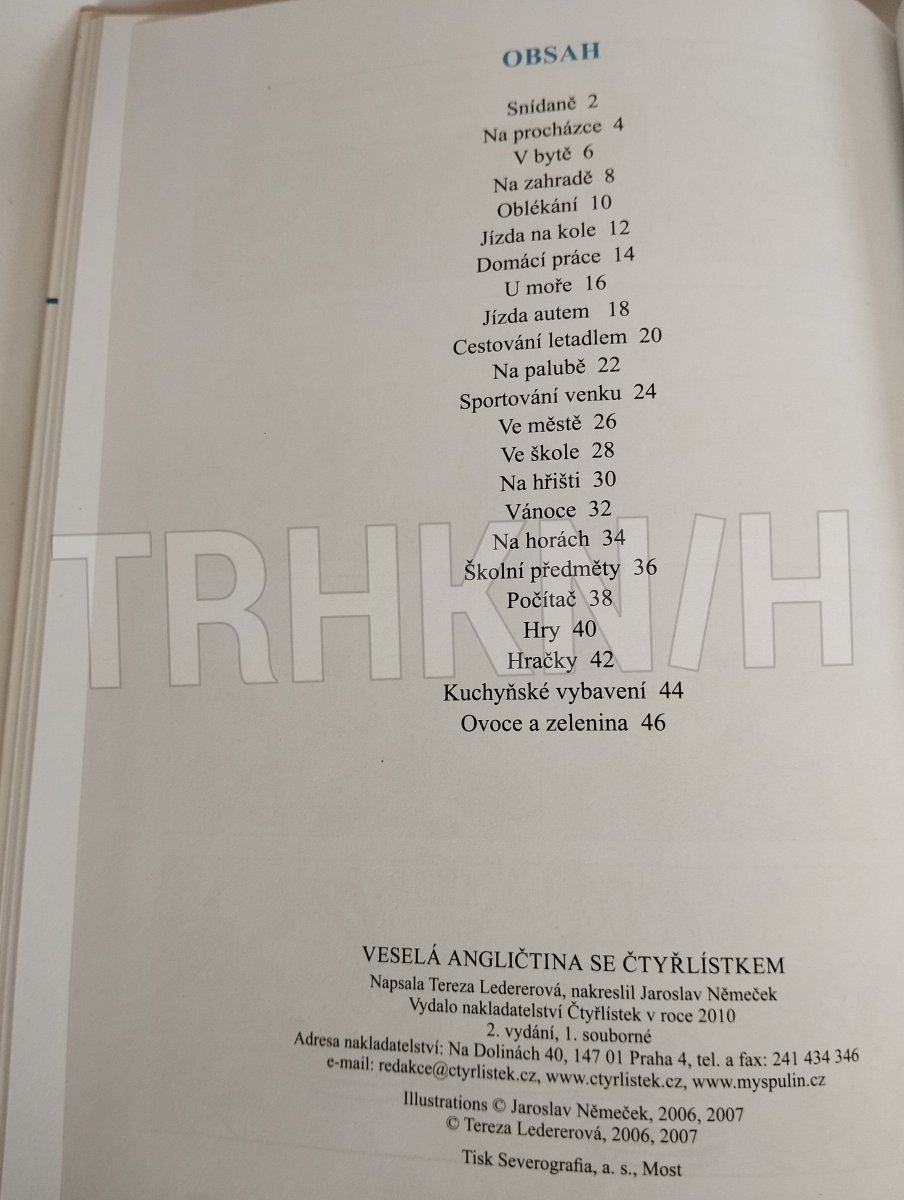 OBSAH
Snídaně 2
Na procházce 4
V bytě 6
Na zahradě 8
Oblékání 10
Jízda na kole 12
Domácí práce 14
U moře 16
Jízda autem 18
Cestování letadlem 20
Na palubě 22
Sportování venku 24
Ve městě 26
Ve škole 28
Na hřišti 30
Vánoce 32
Na horách 34
Školní předměty 36
Počítač 38
Hry 40
Hračky 42
Kuchyňské vybavení 44
Ovoce a zelenina 46
TRHKNIH
VESELÁ ANGLIČTINA SE ČTYŘLÍSTKEM
Napsala Tereza Ledererová, nakreslil Jaroslav Němeček
Vydalo nakladatelství Čtyřlístek v roce 2010
2. vydání, 1. souborné
Adresa nakladatelství: Na Dolinách 40, 147 01 Praha 4, tel. a fax: 241 434 346
e-mail: redakce@ctyrlistek.cz, www.ctyrlistek.cz, www.myspulin.cz
Illustrations © Jaroslav Němeček, 2006, 2007
© Tereza Ledererová, 2006, 2007
Tisk Severografia, a. s., Most